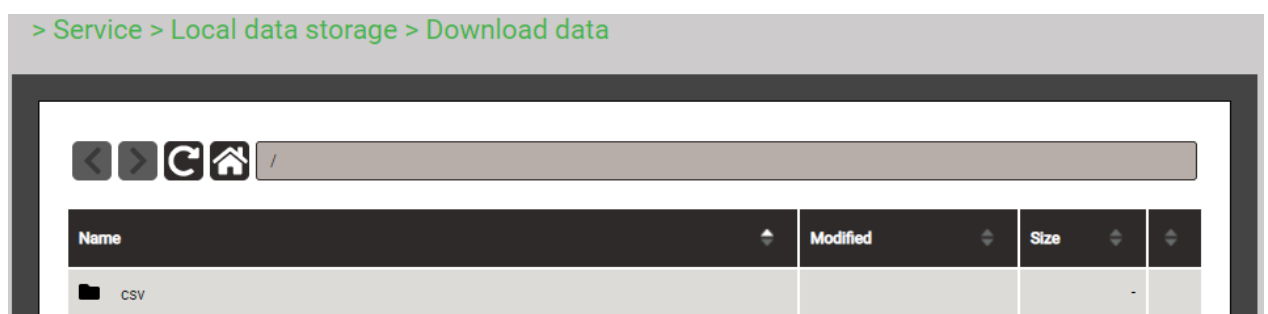 > Service > Local data storage > Download data
/
Name Modified Size
csv -